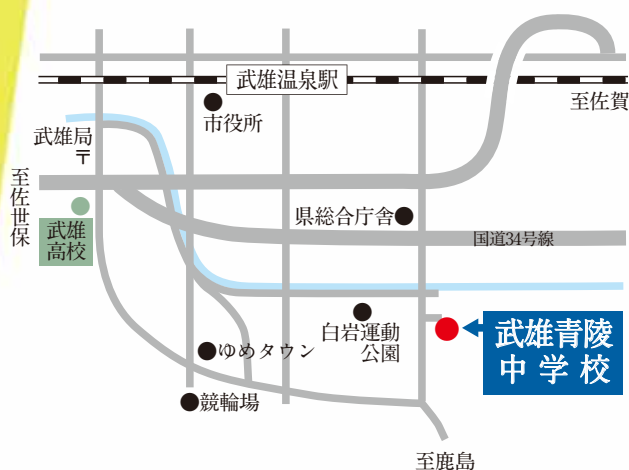 武雄温泉駅
至佐賀
市役所
武雄局
〒
至佐世保
武雄
高校
県総合庁舎
国道34号線
白岩運動
公園
武雄青陵
中学校
ゆめタウン
競輪場
至鹿島